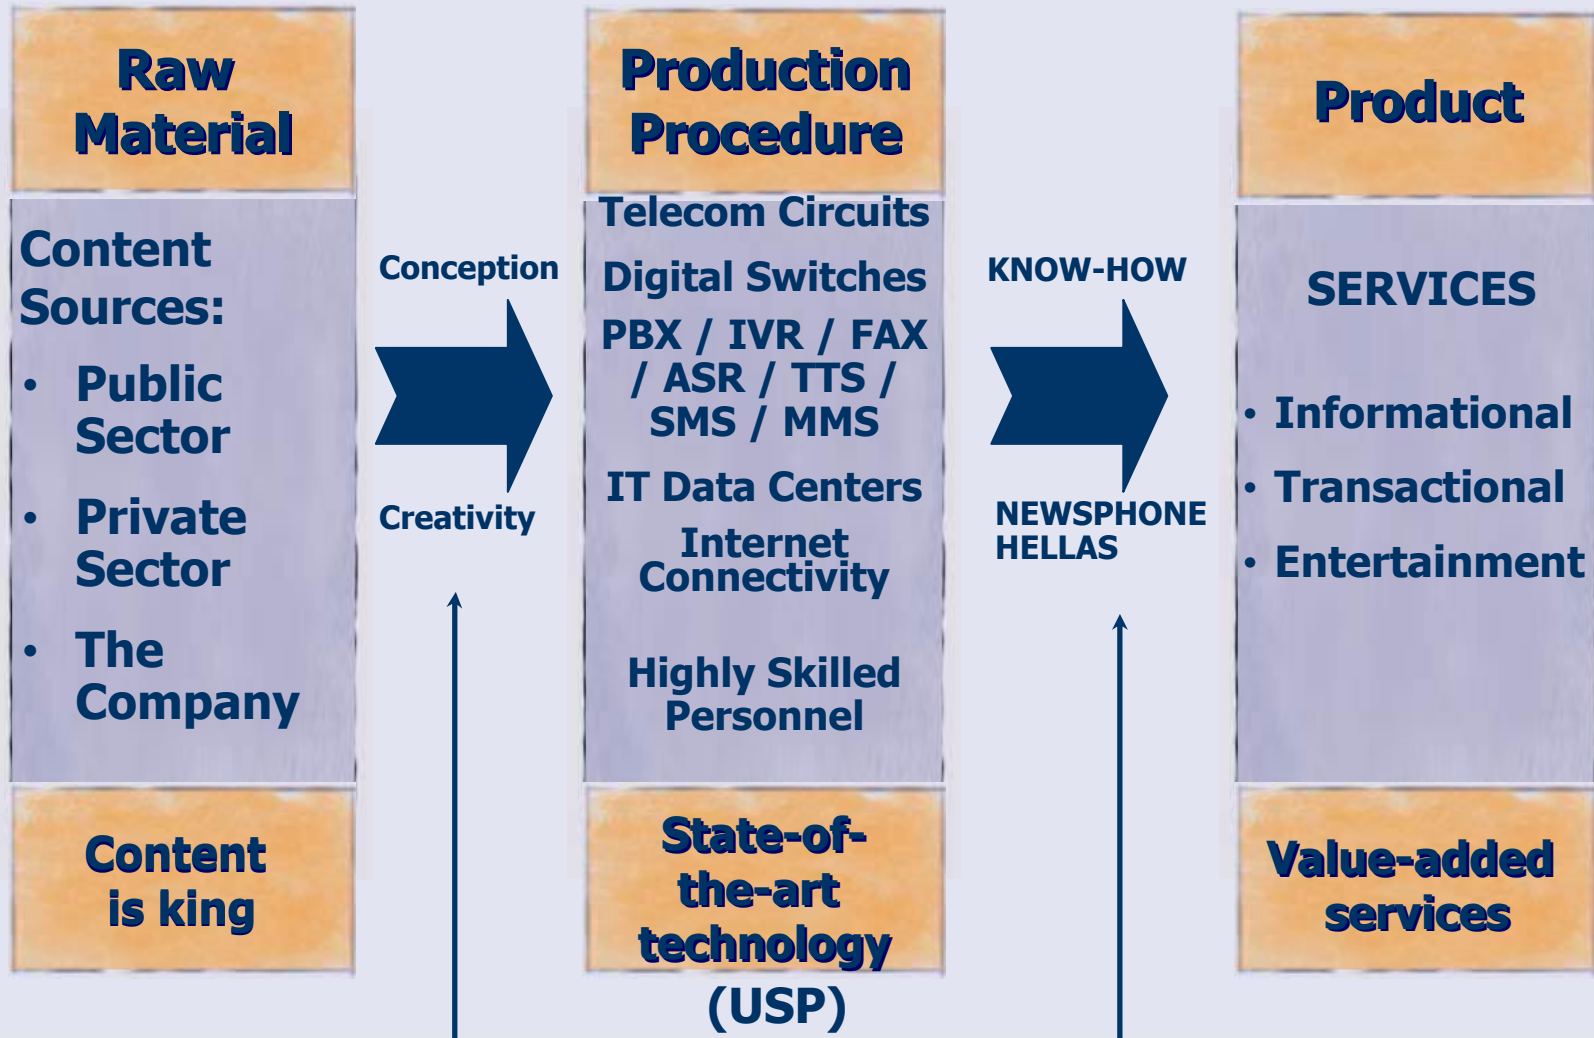 Raw
Material
Content
Sources:
• Public
Sector
• Private
Sector
• The
Company
Content
is king
Conception
Creativity
Production
Procedure
Telecom Circuits
Digital Switches
PBX / IVR / FAX
/ ASR / TTS /
SMS / MMS
IT Data Centers
Internet
Connectivity
Highly Skilled
Personnel
State-of-
the-art
technology
(USP)
KNOW-HOW
NEWSPHONE
HELLAS
Product
SERVICES
• Informational
• Transactional
• Entertainment
Value-added
services